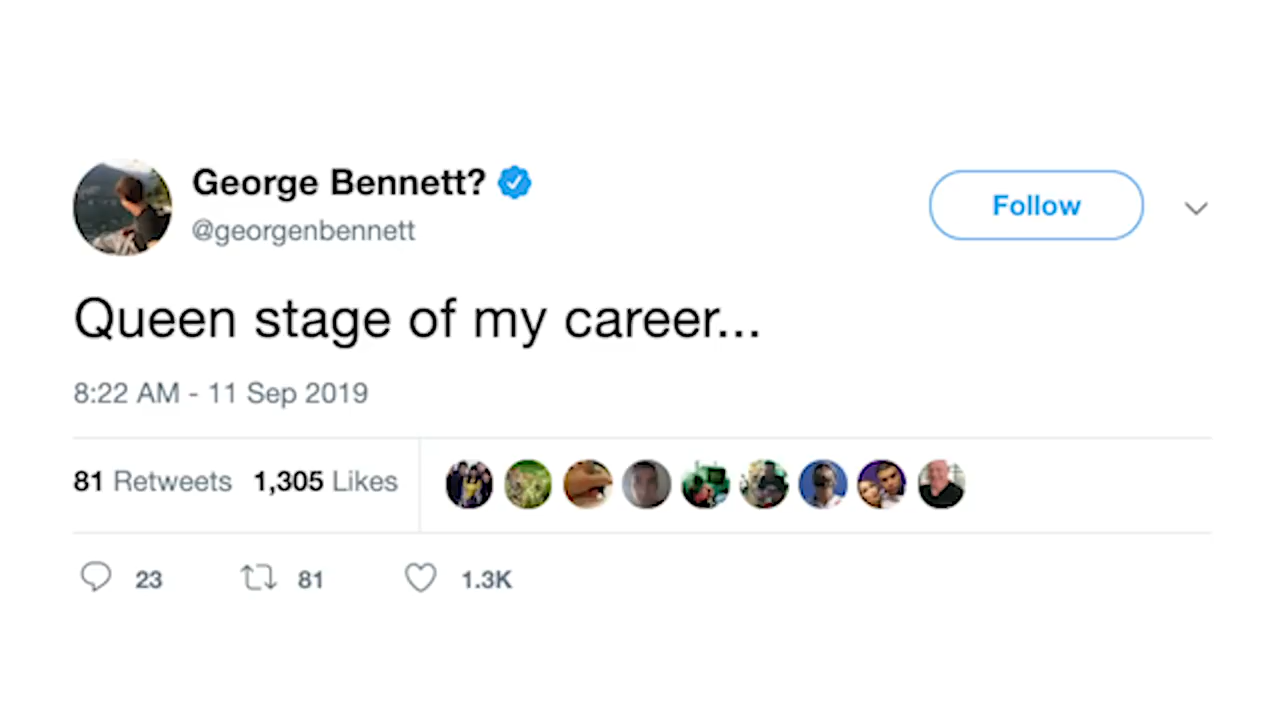 George Bennett?
@georgenbennett
Follow
Queen stage of my career...
8:22 AM - 11 Sep 2019
81 Retweets 1,305 Likes
23 81 1.3K